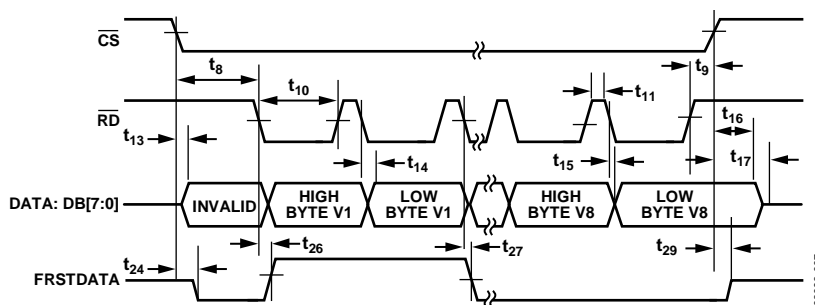 CS
t8
t9
t10
t11
t16
RD
t13
t14
t15
t17
DATA: DB[7:0]
INVALID
HIGH
BYTE V1
LOW
BYTE V1
HIGH
BYTE V8
LOW
BYTE V8
t24
t26
t27
t29
FRSTDATA